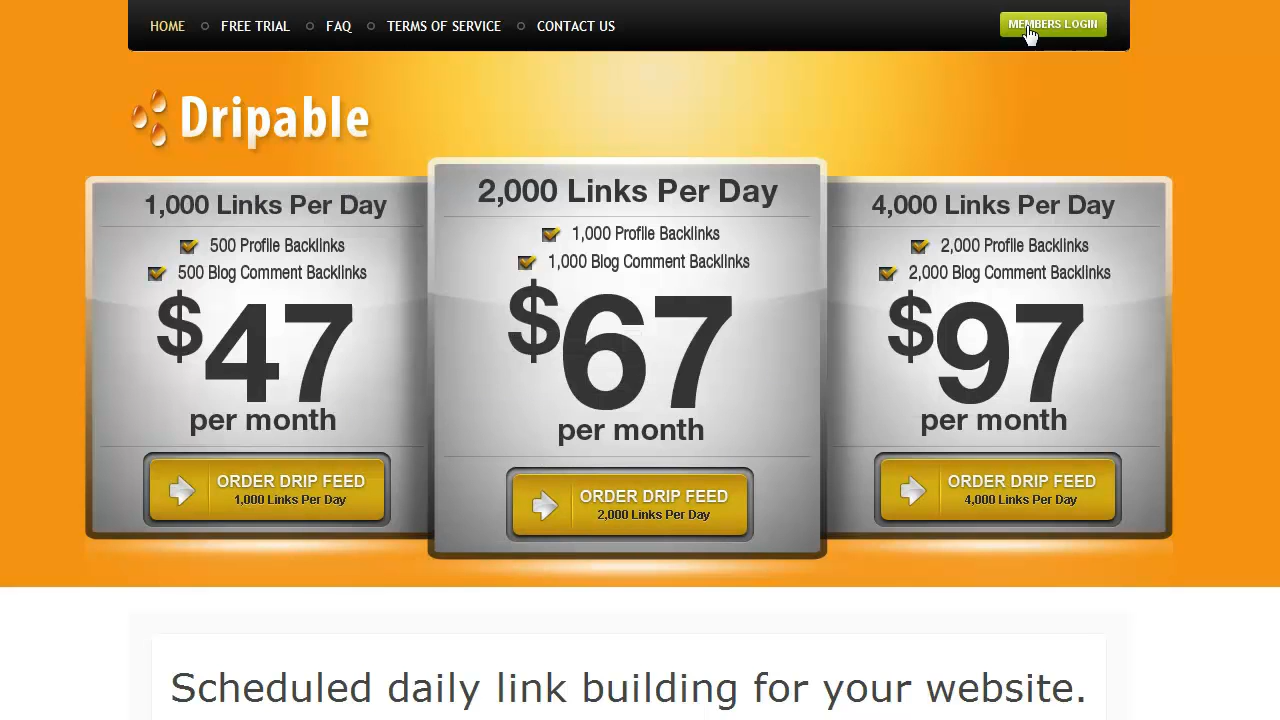 HOME FREE TRIAL FAQ TERMS OF SERVICE CONTACT US MEMBERS LOGIN
Dripable
1,000 Links Per Day
500 Profile Backlinks
500 Blog Comment Backlinks
$47
per month
ORDER DRIP FEED
1,000 Links Per Day
2,000 Links Per Day
1,000 Profile Backlinks
1,000 Blog Comment Backlinks
$67
per month
ORDER DRIP FEED
2,000 Links Per Day
4,000 Links Per Day
2,000 Profile Backlinks
2,000 Blog Comment Backlinks
$97
per month
ORDER DRIP FEED
4,000 Links Per Day
Scheduled daily link building for your website.